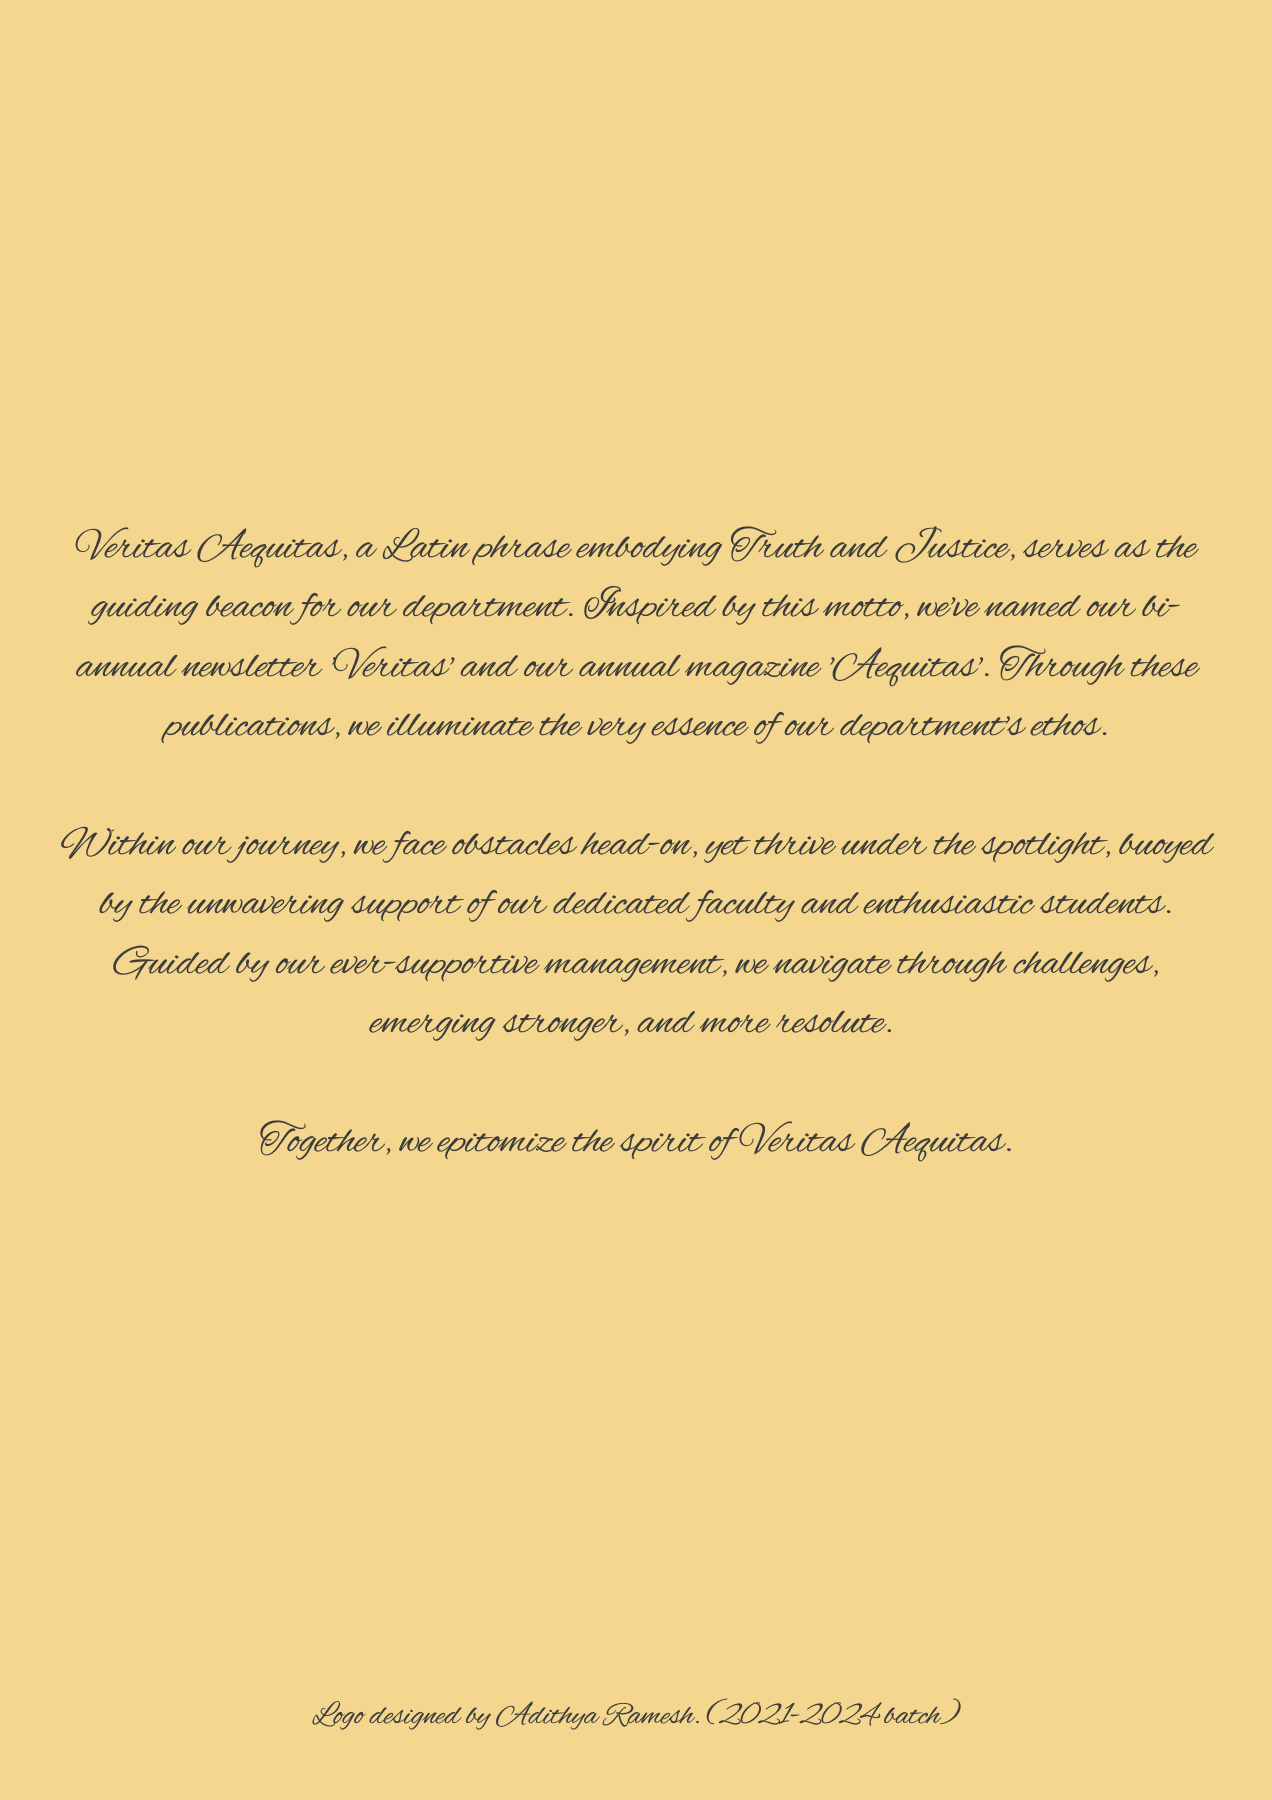 Veritas Aequitas, a Latin phrase embodying Truth and Justice, serves as the
guiding beacon for our department. Inspired by this motto, we've named our bi-
annual newsletter 'Veritas' and our annual magazine 'Aequitas'. Through these
publications, we illuminate the very essence of our department's ethos.
Within our journey, we face obstacles head-on, yet thrive under the spotlight, buoyed
by the unwavering support of our dedicated faculty and enthusiastic students.
Guided by our ever-supportive management, we navigate through challenges,
emerging stronger, and more resolute.
Together, we epitomize the spirit of Veritas Aequitas.
Logo designed by Adithya Ramesh. (2021-2024 batch)